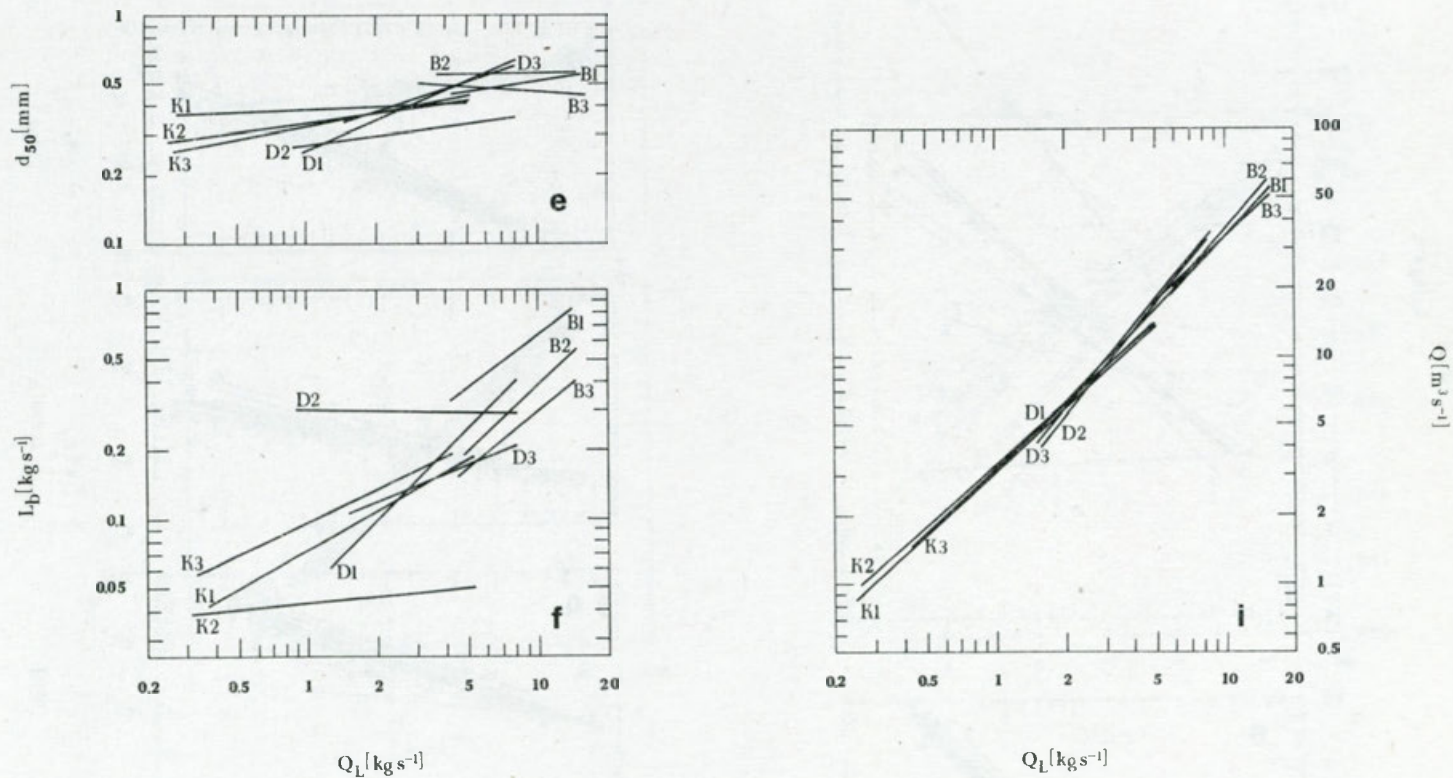 1
0.5
0.2
0.1
d50 [mm]
K1
K2
K3
D2
D1
B2
D3
B1
B3
e
1
0.5
0.2
0.1
0.05
Lb [kg s⁻¹]
B1
B2
B3
D2
D3
K3
K1
K2
D1
f
0.2 0.5 1 2 5 10 20
QL [kg s⁻¹]
100
50
20
10
5
2
1
0.5
Q [m³ s⁻¹]
B2
B1
B3
D1
D2
D3
K2
K3
K1
i
0.2 0.5 1 2 5 10 20
QL [kg s⁻¹]